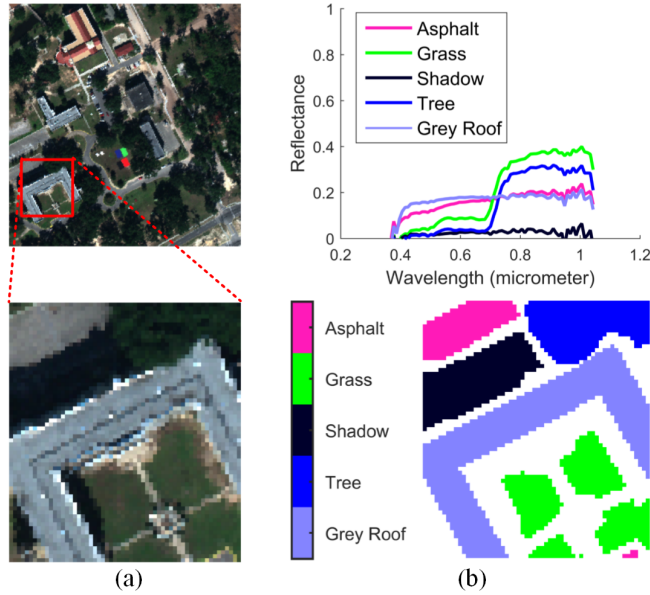 1
0.8
0.6
0.4
0.2
0
Reflectance
Asphalt
Grass
Shadow
Tree
Grey Roof
0.2 0.4 0.6 0.8 1 1.2
Wavelength (micrometer)
Asphalt
Grass
Shadow
Tree
Grey Roof
(a) (b)